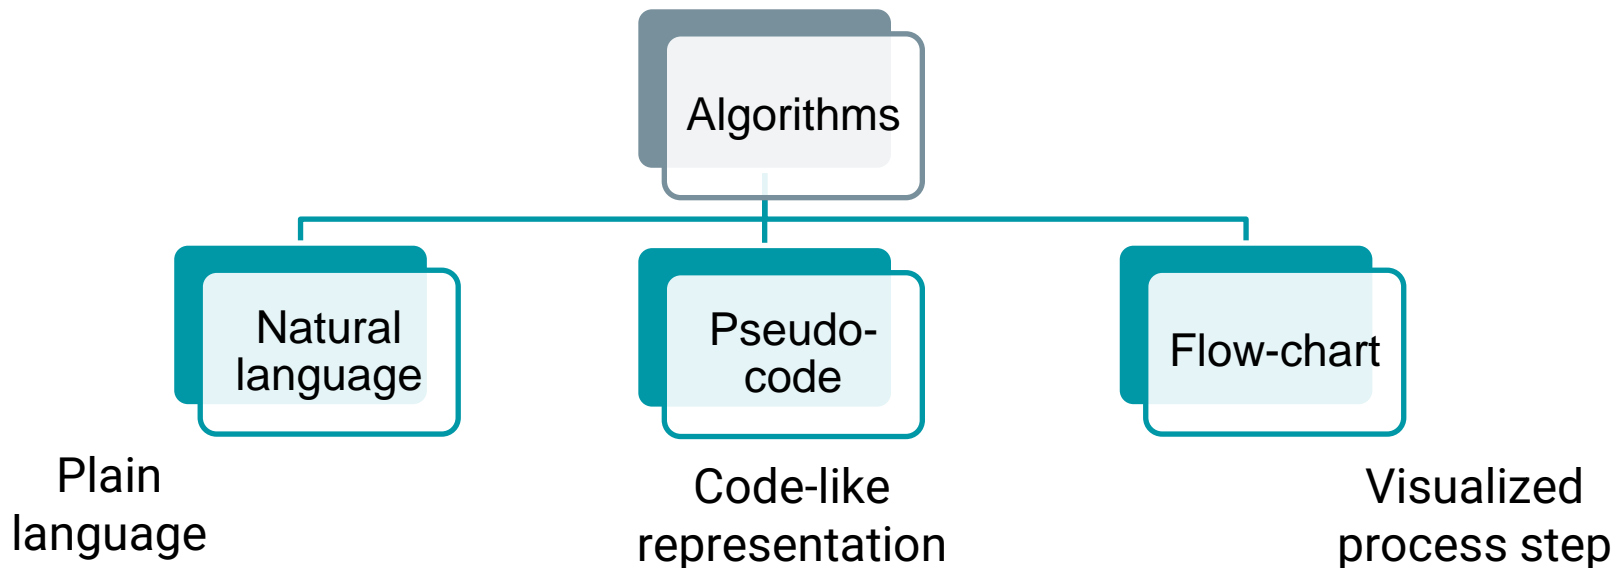 Algorithms
Natural
language
Pseudo-
code
Flow-chart
Plain
language
Code-like
representation
Visualized
process step